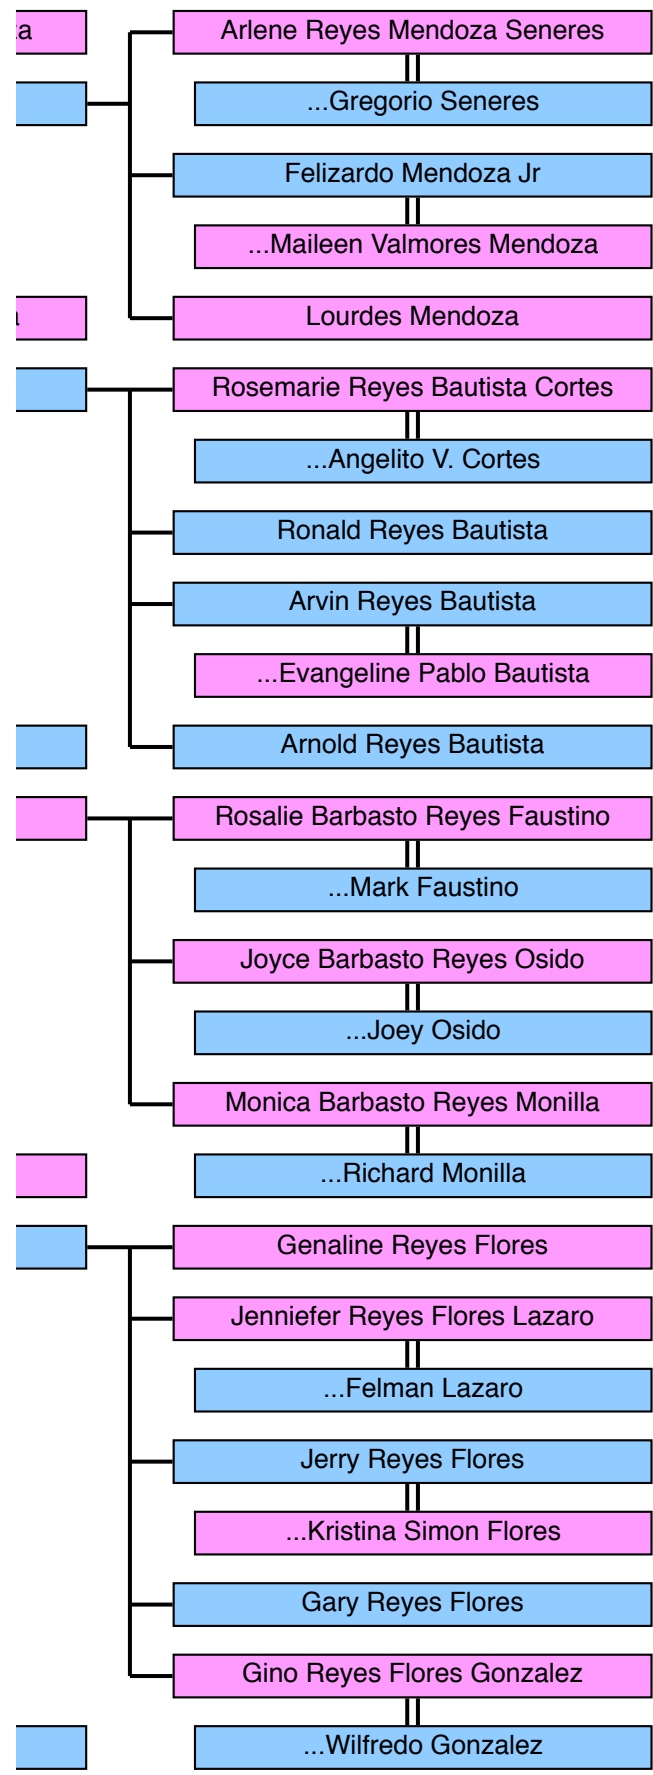 Arlene Reyes Mendoza Seneres
...Gregorio Seneres
Felizardo Mendoza Jr
...Maileen Valmores Mendoza
Lourdes Mendoza
Rosemarie Reyes Bautista Cortes
...Angelito V. Cortes
Ronald Reyes Bautista
Arvin Reyes Bautista
...Evangeline Pablo Bautista
Arnold Reyes Bautista
Rosalie Barbasto Reyes Faustino
...Mark Faustino
Joyce Barbasto Reyes Osido
...Joey Osido
Monica Barbasto Reyes Monilla
...Richard Monilla
Genaline Reyes Flores
Jenniefer Reyes Flores Lazaro
...Felman Lazaro
Jerry Reyes Flores
...Kristina Simon Flores
Gary Reyes Flores
Gino Reyes Flores Gonzalez
...Wilfredo Gonzalez